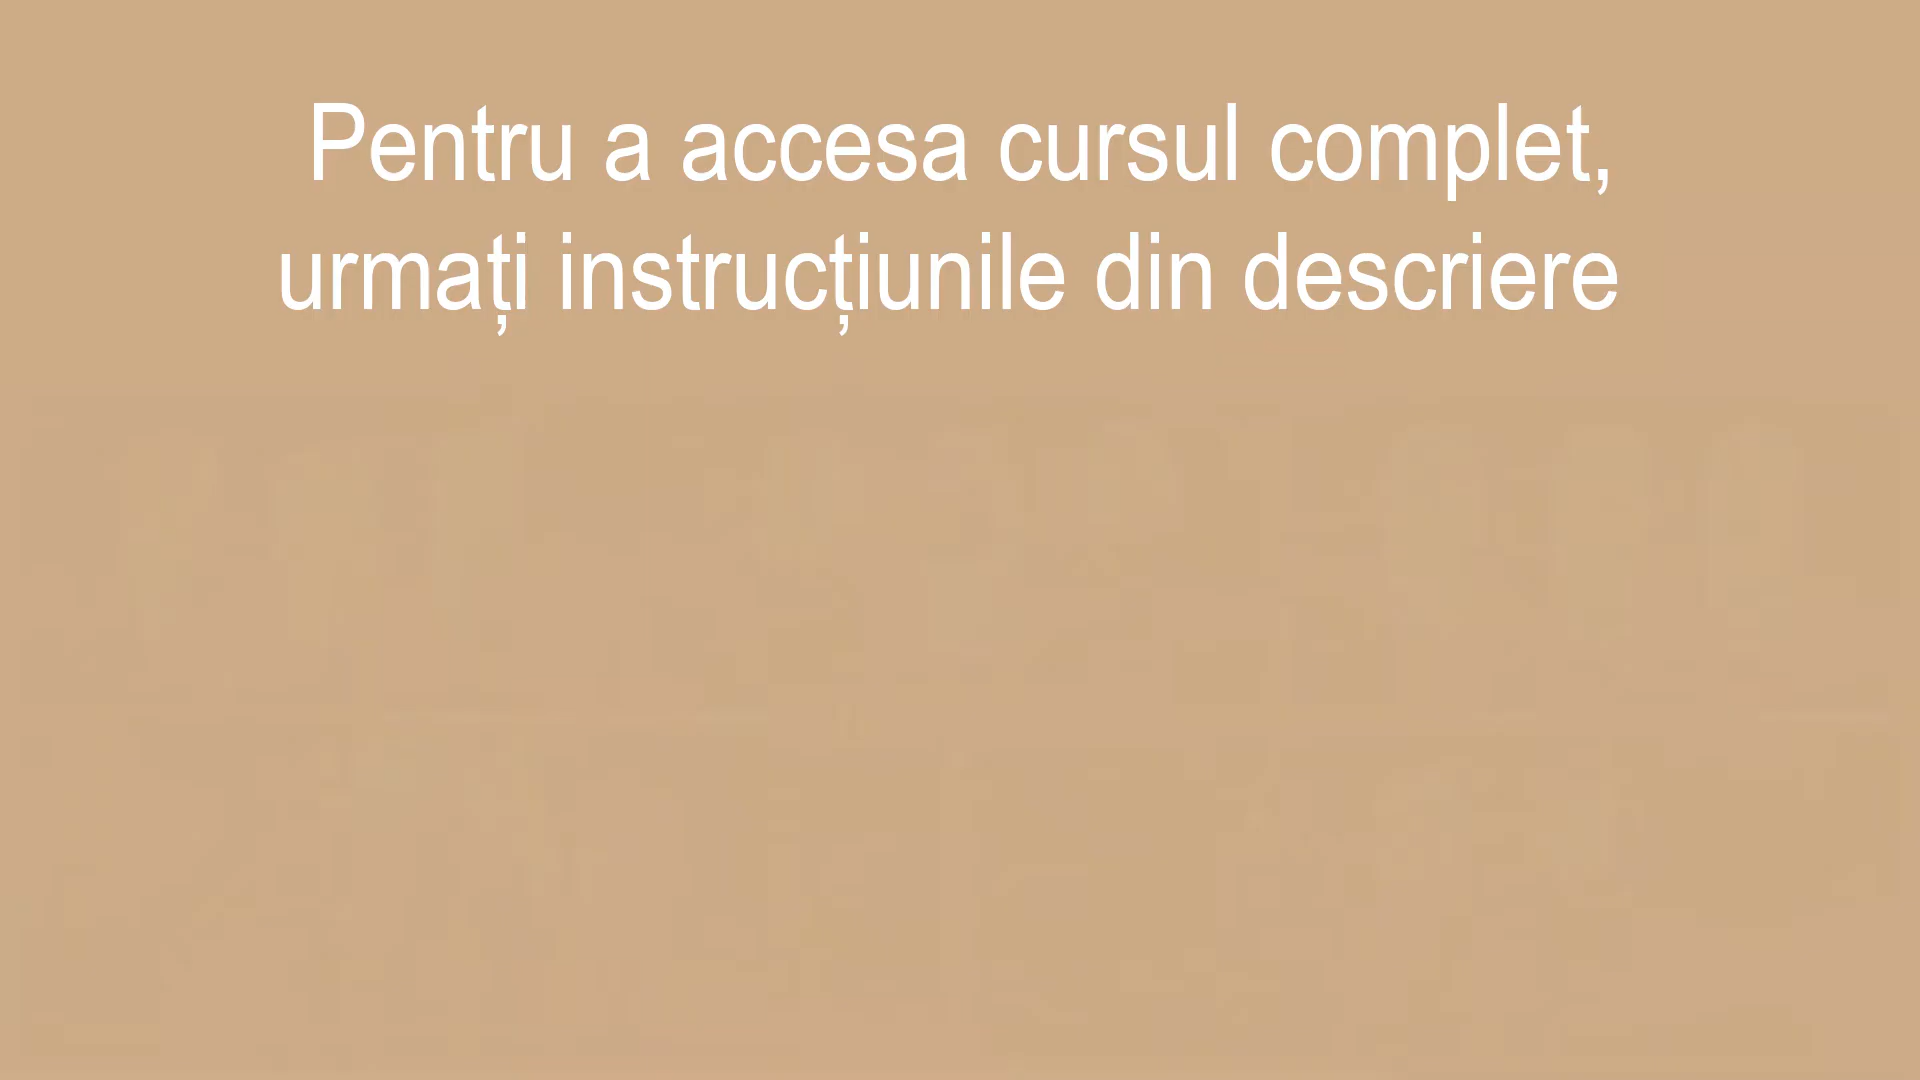 Pentru a accesa cursul complet,
urmați instrucțiunile din descriere